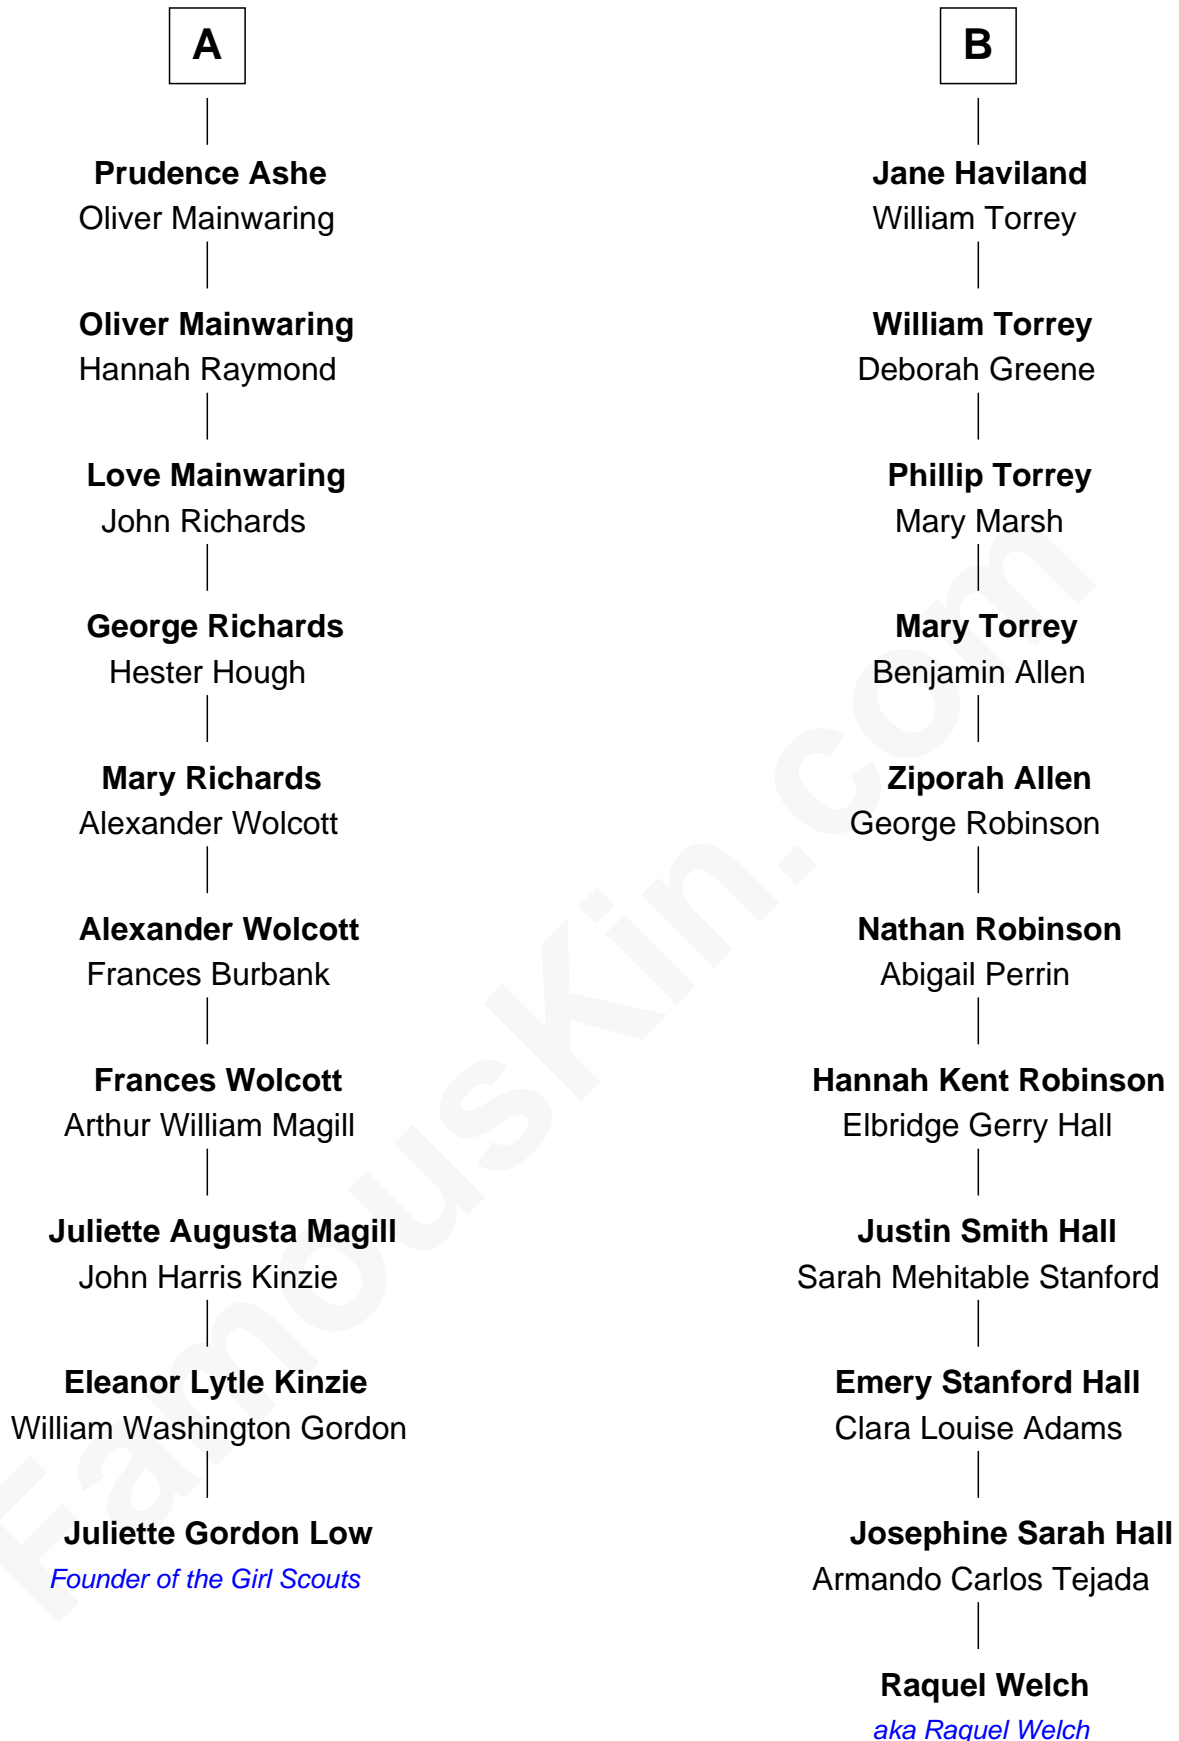 A
Prudence Ashe
Oliver Mainwaring
Oliver Mainwaring
Hannah Raymond
Love Mainwaring
John Richards
George Richards
Hester Hough
Mary Richards
Alexander Wolcott
Alexander Wolcott
Frances Burbank
Frances Wolcott
Arthur William Magill
Juliette Augusta Magill
John Harris Kinzie
Eleanor Lytle Kinzie
William Washington Gordon
Juliette Gordon Low
Founder of the Girl Scouts
B
Jane Haviland
William Torrey
William Torrey
Deborah Greene
Phillip Torrey
Mary Marsh
Mary Torrey
Benjamin Allen
Ziporah Allen
George Robinson
Nathan Robinson
Abigail Perrin
Hannah Kent Robinson
Elbridge Gerry Hall
Justin Smith Hall
Sarah Mehitable Stanford
Emery Stanford Hall
Clara Louise Adams
Josephine Sarah Hall
Armando Carlos Tejada
Raquel Welch
aka Raquel Welch
FamousKin.com